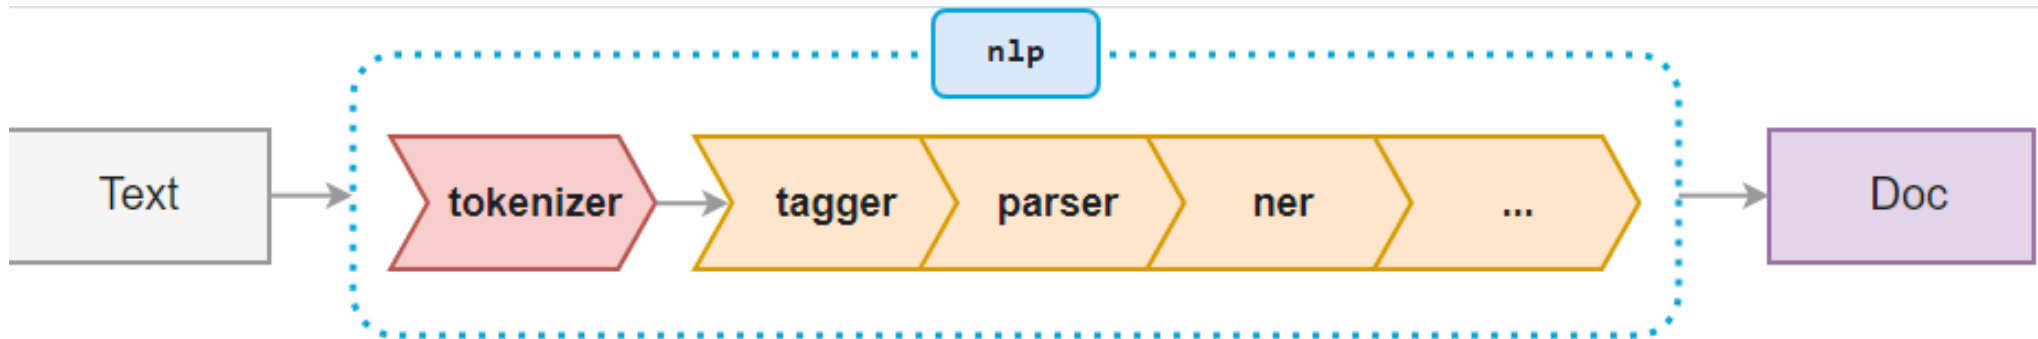 nlp
Text
tokenizer
tagger
parser
ner
...
Doc